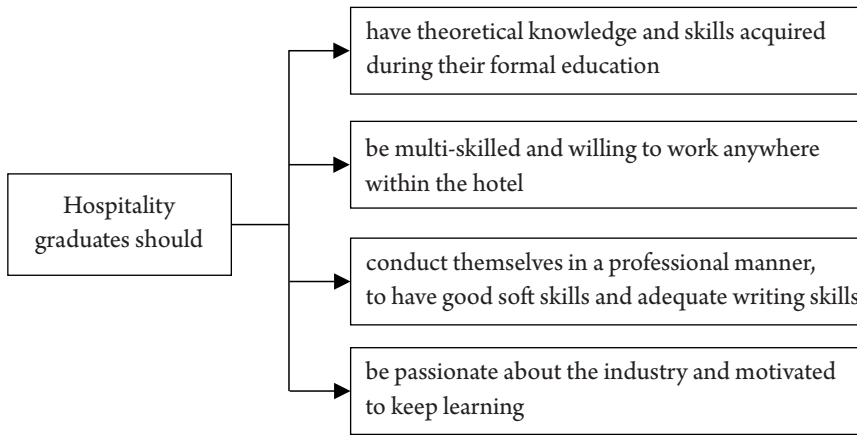 have theoretical knowledge and skills acquired
during their formal education
be multi-skilled and willing to work anywhere
within the hotel
Hospitality
graduates should
conduct themselves in a professional manner,
to have good soft skills and adequate writing skills
be passionate about the industry and motivated
to keep learning